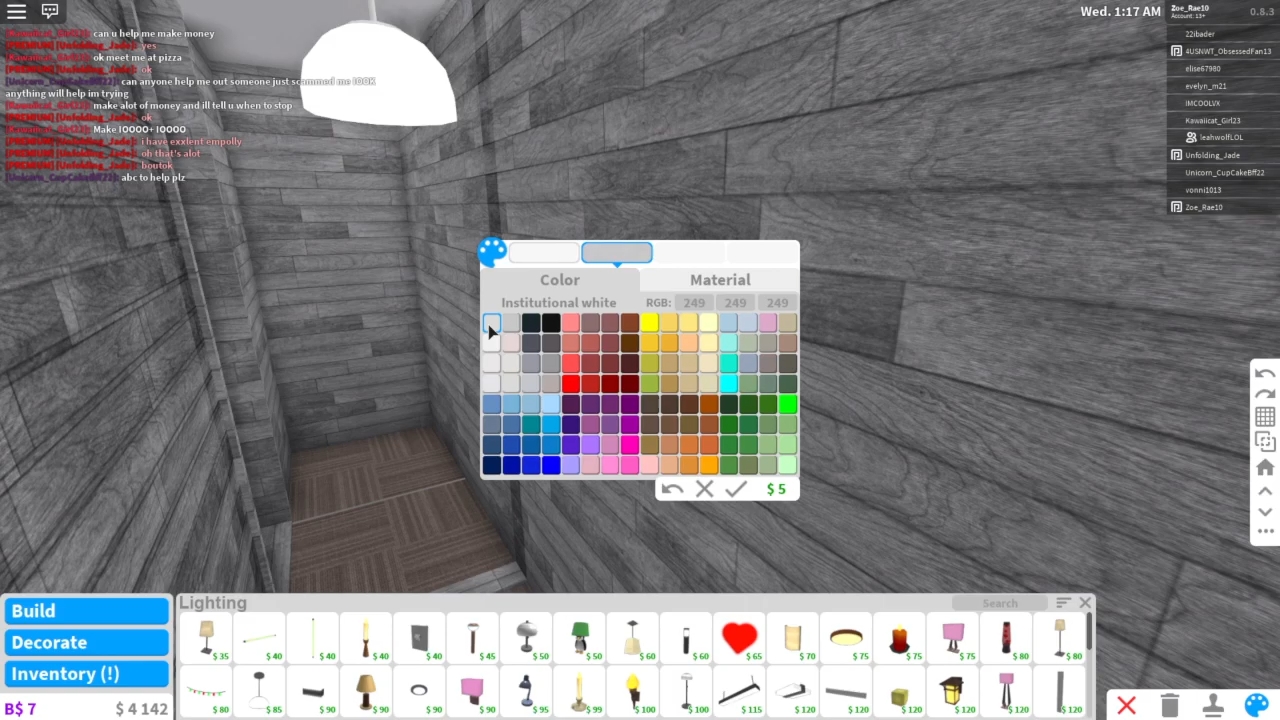 Wed. 1:17 AM
Zoe_Rae10
Account: 13+
0.8.3
[Kawaiicat_Girl23]: can u help me make money
[PREMIUM] [Unfolding_Jade]: yes
[Kawaiicat_Girl23]: ok meet me at pizza
[PREMIUM] [Unfolding_Jade]: ok
[Unicorn_CupCakeBff22]: can anyone help me out someone just scammed me 100K
anything will help im trying
[Kawaiicat_Girl23]: make alot of money and ill tell u when to stop
[PREMIUM] [Unfolding_Jade]: ok
[Kawaiicat_Girl23]: Make 10000+ 10000
[PREMIUM] [Unfolding_Jade]: i have exxlent empolly
[PREMIUM] [Unfolding_Jade]: oh that's alot
[PREMIUM] [Unfolding_Jade]: boutok
[Unicorn_CupCakeBff22]: abc to help plz
22ibader
4USNWT_ObsessedFan13
elise67980
evelyn_m21
iMCOOLVX
Kawaiicat_Girl23
leahwolfLOL
Unfolding_Jade
Unicorn_CupCakeBff22
vonni1013
Zoe_Rae10
Color
Material
Institutional white
RGB: 249 249 249
$ 5
Build
Decorate
Inventory (!)
B$ 7
$ 4 142
Lighting
Search
$ 35 $ 40 $ 40 $ 40 $ 40 $ 45 $ 50 $ 50 $ 60 $ 60 $ 65 $ 70 $ 75 $ 75 $ 75 $ 80 $ 80
$ 80 $ 85 $ 90 $ 90 $ 90 $ 90 $ 95 $ 99 $ 100 $ 100 $ 115 $ 120 $ 120 $ 120 $ 120 $ 120 $ 120